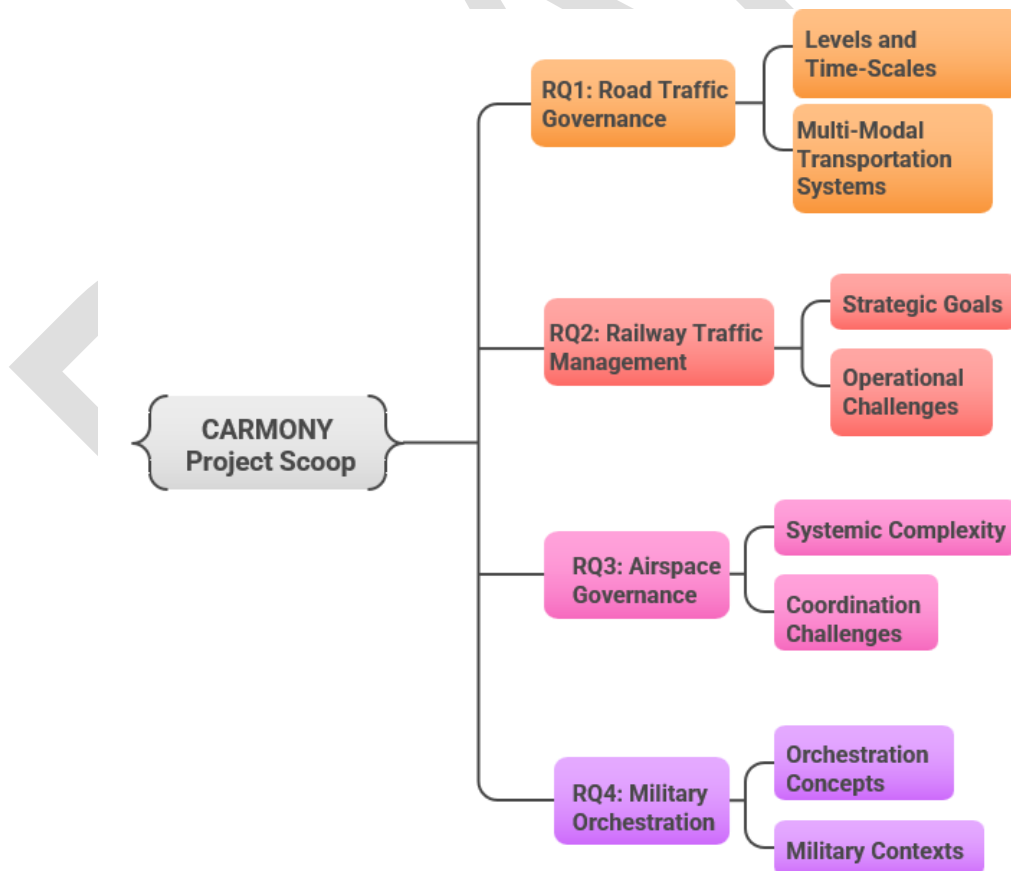 Levels and
Time-Scales
RQ1: Road Traffic
Governance
Multi-Modal
Transportation
Systems
Strategic Goals
RQ2: Railway Traffic
Management
Operational
Challenges
CARMONY
Project Scoop
Systemic Complexity
RQ3: Airspace
Governance
Coordination
Challenges
Orchestration
Concepts
RQ4: Military
Orchestration
Military Contexts